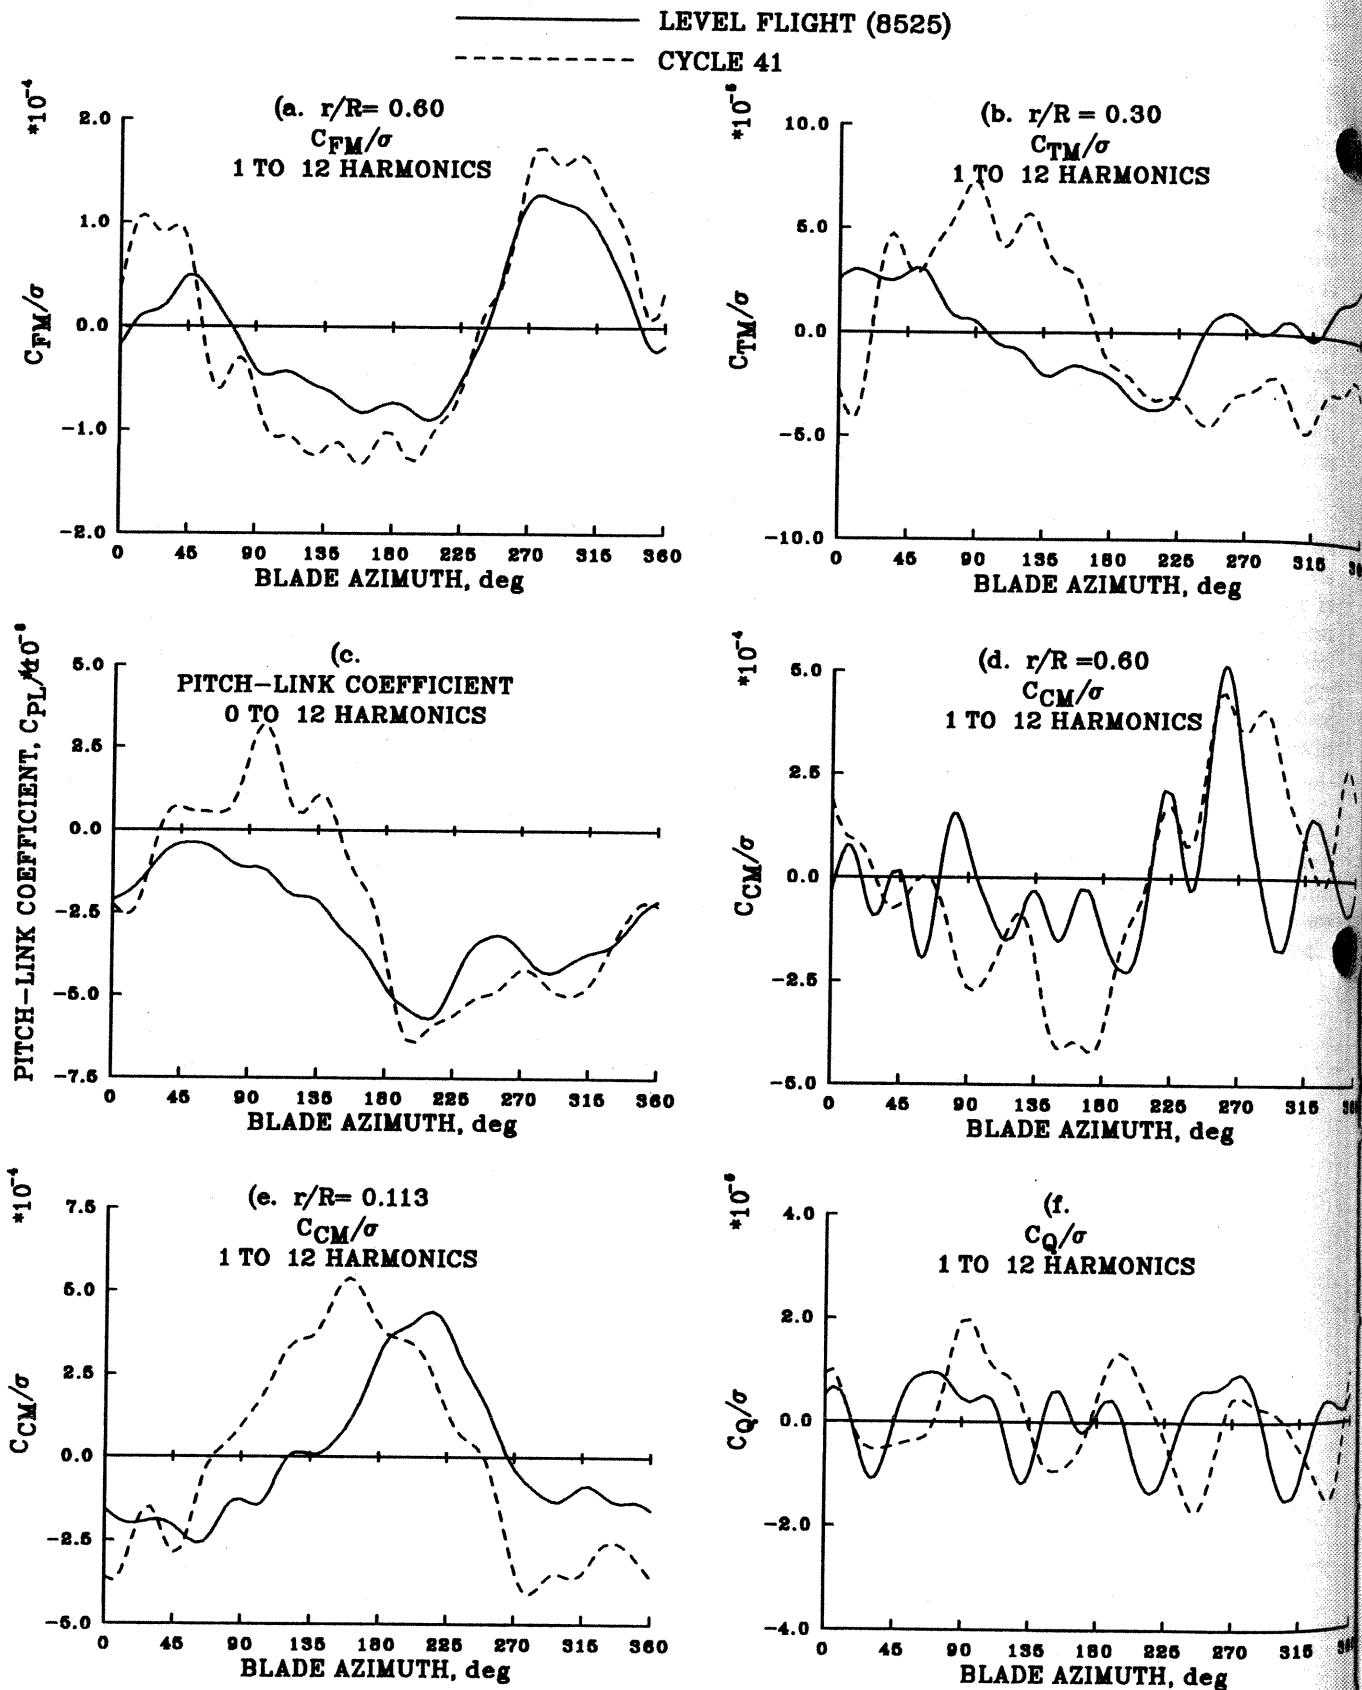 LEVEL FLIGHT (8525)
CYCLE 41
*10⁻⁴
(a. r/R= 0.60
C_FM/σ
1 TO 12 HARMONICS
2.0
1.0
0.0
-1.0
-2.0
C_FM/σ
0 45 90 135 180 225 270 315 360
BLADE AZIMUTH, deg
(b. r/R = 0.30
C_TM/σ
1 TO 12 HARMONICS
10.0
5.0
0.0
-5.0
-10.0
C_TM/σ
0 45 90 135 180 225 270 315
BLADE AZIMUTH, deg
(c.
PITCH-LINK COEFFICIENT
0 TO 12 HARMONICS
5.0
2.5
0.0
-2.5
-5.0
-7.5
PITCH-LINK COEFFICIENT, C_PL/
0 45 90 135 180 225 270 315 360
BLADE AZIMUTH, deg
*10⁻⁴
(d. r/R =0.60
C_CM/σ
1 TO 12 HARMONICS
5.0
2.5
0.0
-2.5
-5.0
C_CM/σ
0 45 90 135 180 225 270 315
BLADE AZIMUTH, deg
*10⁻⁴
(e. r/R= 0.113
C_CM/σ
1 TO 12 HARMONICS
7.5
5.0
2.5
0.0
-2.5
-5.0
C_CM/σ
0 45 90 135 180 225 270 315 360
BLADE AZIMUTH, deg
(f.
C_Q/σ
1 TO 12 HARMONICS
4.0
2.0
0.0
-2.0
-4.0
C_Q/σ
0 45 90 135 180 225 270 315
BLADE AZIMUTH, deg